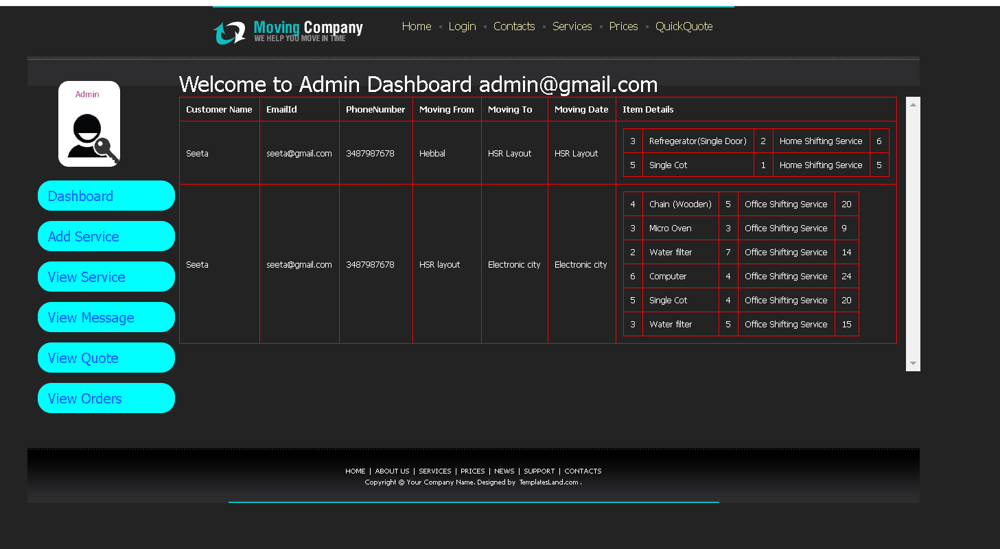 Moving Company
WE HELP YOU MOVE IN TIME
Home Login Contacts Services Prices QuickQuote
Admin
Welcome to Admin Dashboard admin@gmail.com
Dashboard
Add Service
View Service
View Message
View Quote
View Orders
Customer Name EmailId PhoneNumber Moving From Moving To Moving Date Item Details
Seeta seeta@gmail.com 3487987678 Hebbal HSR Layout HSR Layout
3 Refregerator(Single Door) 2 Home Shifting Service 6
5 Single Cot 1 Home Shifting Service 5
Seeta seeta@gmail.com 3487987678 HSR layout Electronic city Electronic city
4 Chain (Wooden) 5 Office Shifting Service 20
3 Micro Oven 3 Office Shifting Service 9
2 Water filter 7 Office Shifting Service 14
6 Computer 4 Office Shifting Service 24
5 Single Cot 4 Office Shifting Service 20
3 Water filter 5 Office Shifting Service 15
HOME | ABOUT US | SERVICES | PRICES | NEWS | SUPPORT | CONTACTS
Copyright © Your Company Name. Designed by TemplatesLand.com .